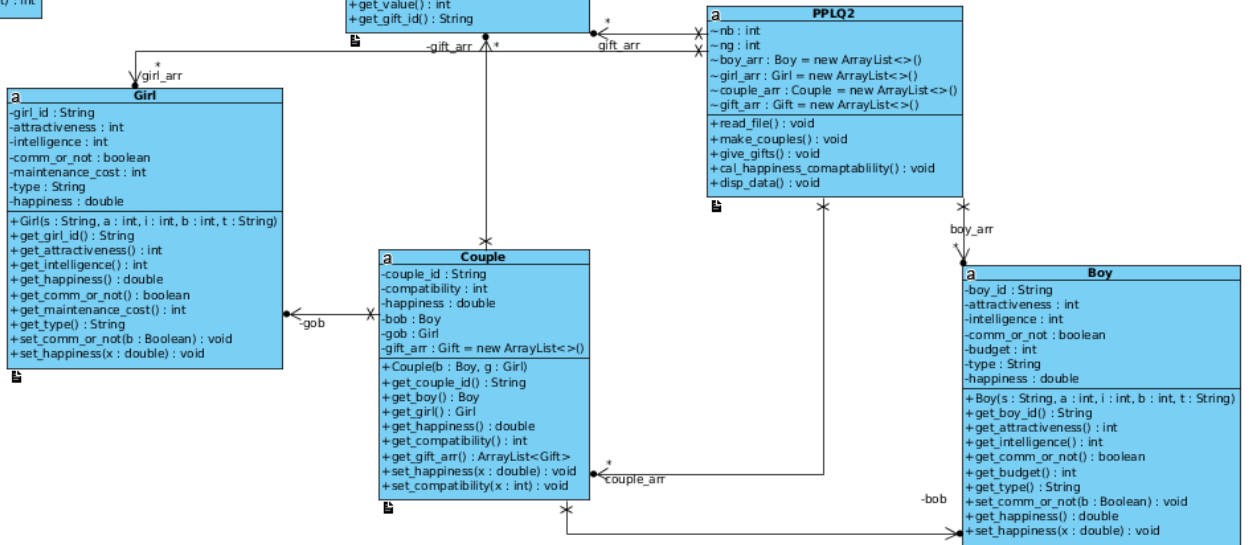 +get_value() : int
+get_gift_id() : String
*
gift_arr
-gift_arr
*
*
girl_arr
a
PPLQ2
~nb : int
~ng : int
~boy_arr : Boy = new ArrayList<>()
~girl_arr : Girl = new ArrayList<>()
~couple_arr : Couple = new ArrayList<>()
~gift_arr : Gift = new ArrayList<>()
+read_file() : void
+make_couples() : void
+give_gifts() : void
+cal_happiness_comaptablility() : void
+disp_data() : void
a
Girl
-girl_id : String
-attractiveness : int
-intelligence : int
-comm_or_not : boolean
-maintenance_cost : int
-type : String
-happiness : double
+Girl(s : String, a : int, i : int, b : int, t : String)
+get_girl_id() : String
+get_attractiveness() : int
+get_intelligence() : int
+get_happiness() : double
+get_comm_or_not() : boolean
+get_maintenance_cost() : int
+get_type() : String
+set_comm_or_not(b : Boolean) : void
+set_happiness(x : double) : void
-gob
a
Couple
-couple_id : String
-compatibility : int
-happiness : double
-bob : Boy
-gob : Girl
-gift_arr : Gift = new ArrayList<>()
+Couple(b : Boy, g : Girl)
+get_couple_id() : String
+get_boy() : Boy
+get_girl() : Girl
+get_happiness() : double
+get_compatibility() : int
+get_gift_arr() : ArrayList<Gift>
+set_happiness(x : double) : void
+set_compatibility(x : int) : void
*
couple_arr
boy_arr
*
-bob
a
Boy
-boy_id : String
-attractiveness : int
-intelligence : int
-comm_or_not : boolean
-budget : int
-type : String
-happiness : double
+Boy(s : String, a : int, i : int, b : int, t : String)
+get_boy_id() : String
+get_attractiveness() : int
+get_intelligence() : int
+get_comm_or_not() : boolean
+get_budget() : int
+get_type() : String
+set_comm_or_not(b : Boolean) : void
+get_happiness() : double
+set_happiness(x : double) : void